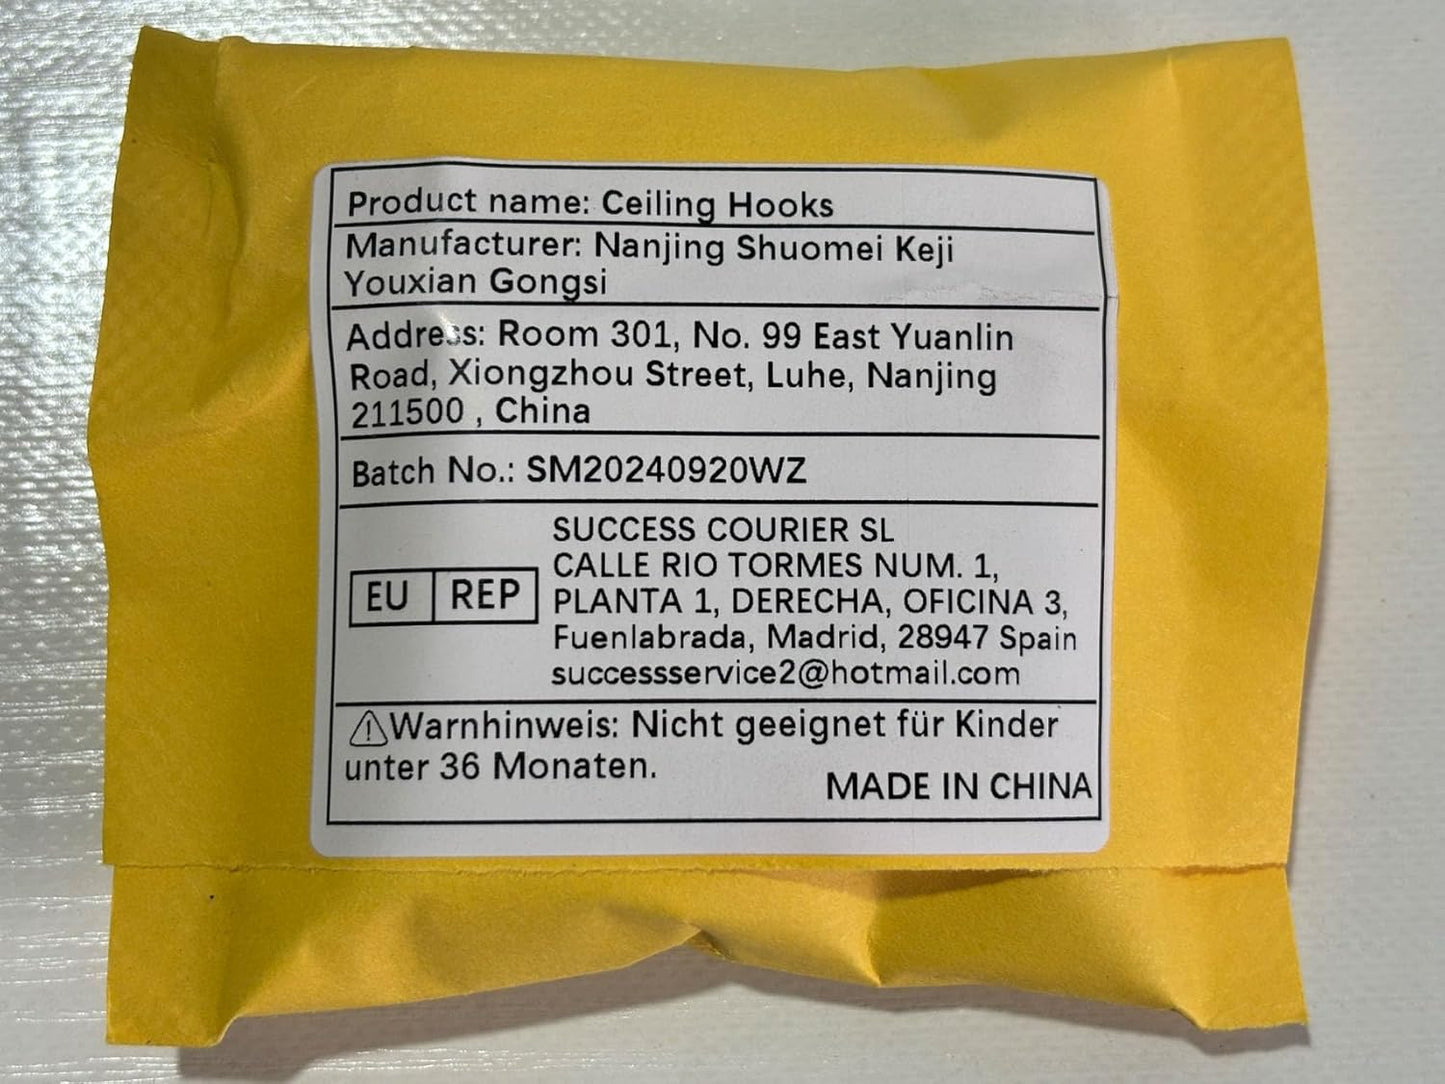 Product name: Ceiling Hooks
Manufacturer: Nanjing Shuomei Keji
Youxian Gongsi
Address: Room 301, No. 99 East Yuanlin
Road, Xiongzhou Street, Luhe, Nanjing
211500 , China
Batch No.: SM20240920WZ
SUCCESS COURIER SL
CALLE RIO TORMES NUM. 1,
EU REP
PLANTA 1, DERECHA, OFICINA 3,
Fuenlabrada, Madrid, 28947 Spain
successservice2@hotmail.com
⚠Warnhinweis: Nicht geeignet für Kinder
unter 36 Monaten.
MADE IN CHINA